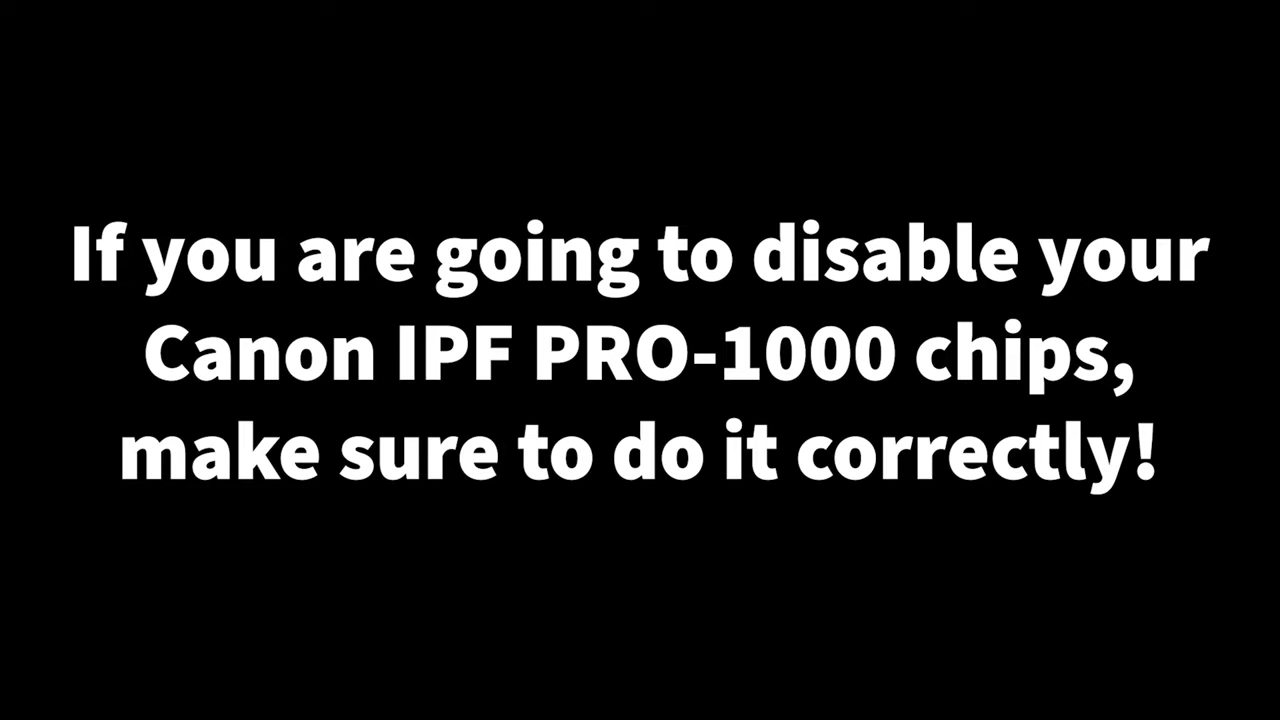 If you are going to disable your
Canon IPF PRO-1000 chips,
make sure to do it correctly!